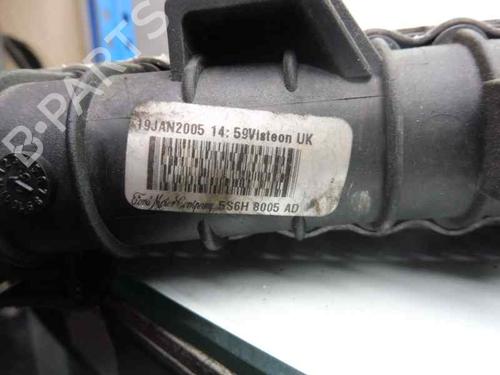 B-PARTS
19JAN2005 14:59Visteon UK
Ford Motor Company 5S6H 8005 AD